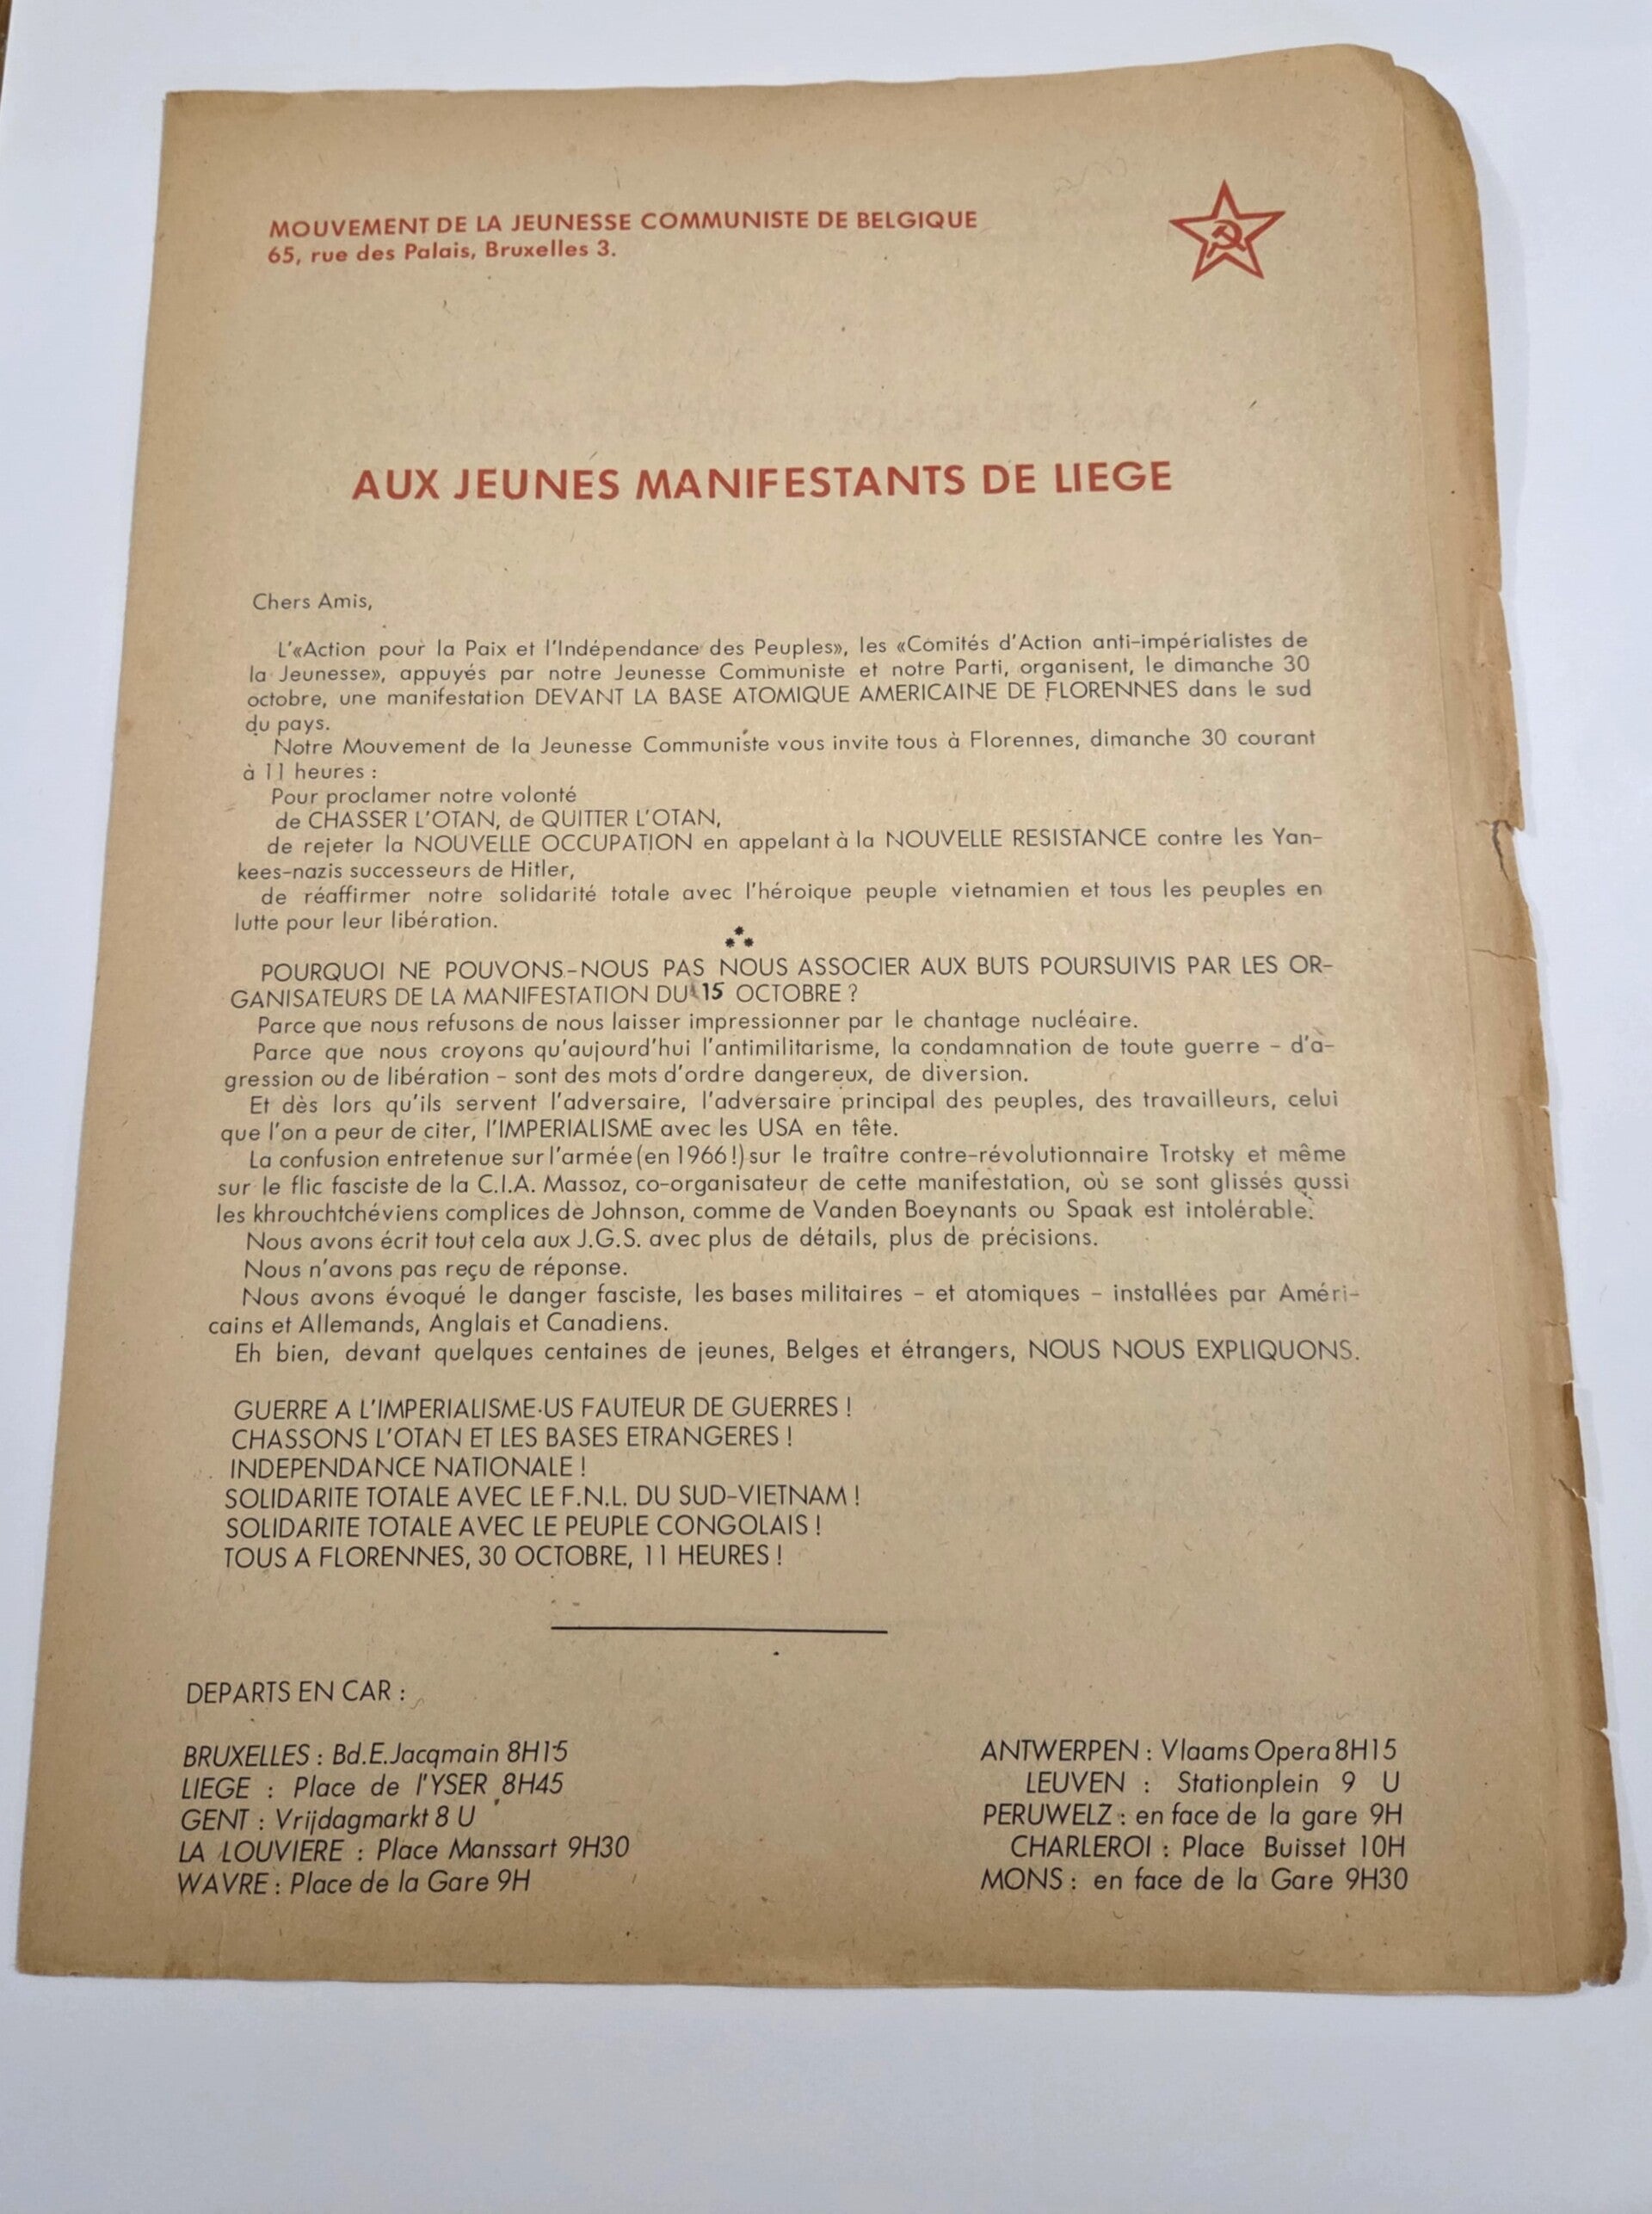 MOUVEMENT DE LA JEUNESSE COMMUNISTE DE BELGIQUE
65, rue des Palais, Bruxelles 3.
AUX JEUNES MANIFESTANTS DE LIEGE
Chers Amis,
L'«Action pour la Paix et l'Indépendance des Peuples», les «Comités d'Action anti-impérialistes de
la Jeunesse», appuyés par notre Jeunesse Communiste et notre Parti, organisent, le dimanche 30
octobre, une manifestation DEVANT LA BASE ATOMIQUE AMERICAINE DE FLORENNES dans le sud
du pays.
Notre Mouvement de la Jeunesse Communiste vous invite tous à Florennes, dimanche 30 courant
à 11 heures :
Pour proclamer notre volonté
de CHASSER L'OTAN, de QUITTER L'OTAN,
de rejeter la NOUVELLE OCCUPATION en appelant à la NOUVELLE RESISTANCE contre les Yan-
kees-nazis successeurs de Hitler,
de réaffirmer notre solidarité totale avec l'héroique peuple vietnamien et tous les peuples en
lutte pour leur libération.
POURQUOI NE POUVONS-NOUS PAS NOUS ASSOCIER AUX BUTS POURSUIVIS PAR LES OR-
GANISATEURS DE LA MANIFESTATION DU 15 OCTOBRE ?
Parce que nous refusons de nous laisser impressionner par le chantage nucléaire.
Parce que nous croyons qu'aujourd'hui l'antimilitarisme, la condamnation de toute guerre - d'a-
gression ou de libération - sont des mots d'ordre dangereux, de diversion.
Et dès lors qu'ils servent l'adversaire, l'adversaire principal des peuples, des travailleurs, celui
que l'on a peur de citer, l'IMPERIALISME avec les USA en tête.
La confusion entretenue sur l'armée (en 1966!) sur le traître contre-révolutionnaire Trotsky et même
sur le flic fasciste de la C.I.A. Massoz, co-organisateur de cette manifestation, où se sont glissés aussi
les khrouchtchéviens complices de Johnson, comme de Vanden Boeynants ou Spaak est intolérable.
Nous avons écrit tout cela aux J.G.S. avec plus de détails, plus de précisions.
Nous n'avons pas reçu de réponse.
Nous avons évoqué le danger fasciste, les bases militaires - et atomiques - installées par Améri-
cains et Allemands, Anglais et Canadiens.
Eh bien, devant quelques centaines de jeunes, Belges et étrangers, NOUS NOUS EXPLIQUONS.
GUERRE A L'IMPERIALISME-US FAUTEUR DE GUERRES !
CHASSONS L'OTAN ET LES BASES ETRANGERES !
INDEPENDANCE NATIONALE !
SOLIDARITE TOTALE AVEC LE F.N.L. DU SUD-VIETNAM !
SOLIDARITE TOTALE AVEC LE PEUPLE CONGOLAIS !
TOUS A FLORENNES, 30 OCTOBRE, 11 HEURES !
DEPARTS EN CAR :
BRUXELLES : Bd.E.Jacqmain 8H15
LIEGE : Place de l'YSER 8H45
GENT : Vrijdagmarkt 8 U
LA LOUVIERE : Place Manssart 9H30
WAVRE : Place de la Gare 9H
ANTWERPEN : Vlaams Opera 8H15
LEUVEN : Stationplein 9 U
PERUWELZ : en face de la gare 9H
CHARLEROI : Place Buisset 10H
MONS : en face de la Gare 9H30